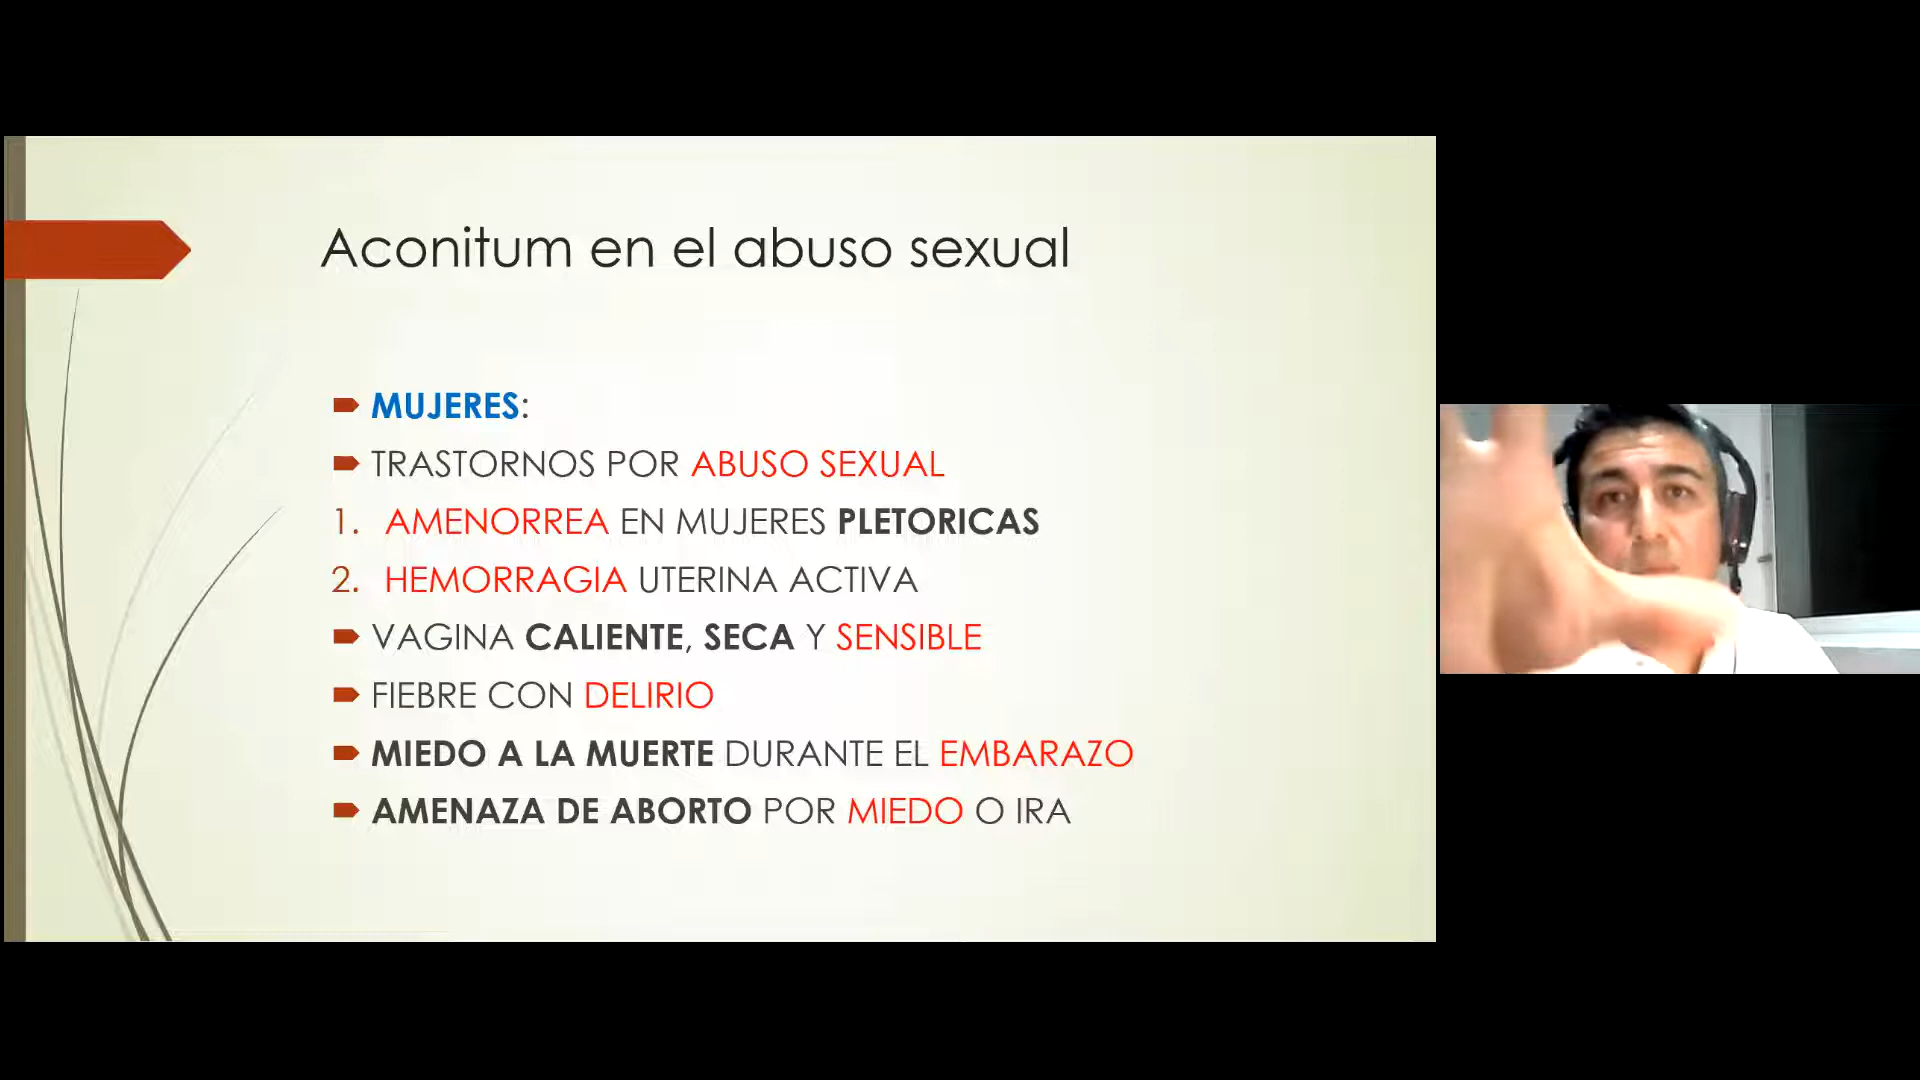 Aconitum en el abuso sexual
MUJERES:
TRASTORNOS POR ABUSO SEXUAL
1. AMENORREA EN MUJERES PLETORICAS
2. HEMORRAGIA UTERINA ACTIVA
VAGINA CALIENTE, SECA Y SENSIBLE
FIEBRE CON DELIRIO
MIEDO A LA MUERTE DURANTE EL EMBARAZO
AMENAZA DE ABORTO POR MIEDO O IRA